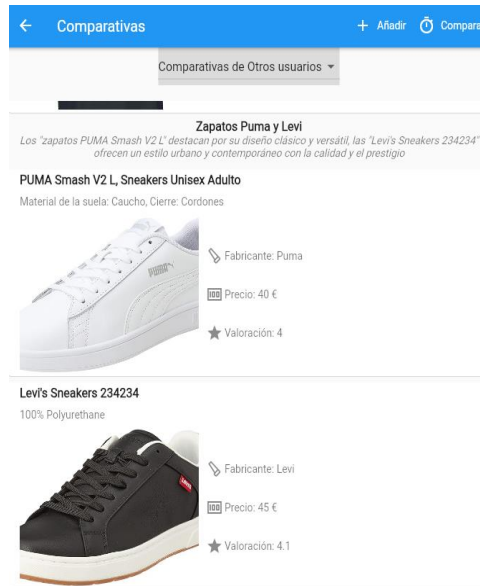 Comparativas
Añadir
Compara
Comparativas de Otros usuarios
Zapatos Puma y Levi
Los "zapatos PUMA Smash V2 L" destacan por su diseño clásico y versátil, las "Levi's Sneakers 234234"
ofrecen un estilo urbano y contemporáneo con la calidad y el prestigio
PUMA Smash V2 L, Sneakers Unisex Adulto
Material de la suela: Caucho, Cierre: Cordones
PUMA
Fabricante: Puma
100 Precio: 40 €
Valoración: 4
Levi's Sneakers 234234
100% Polyurethane
Levi's
Fabricante: Levi
100 Precio: 45 €
Valoración: 4.1